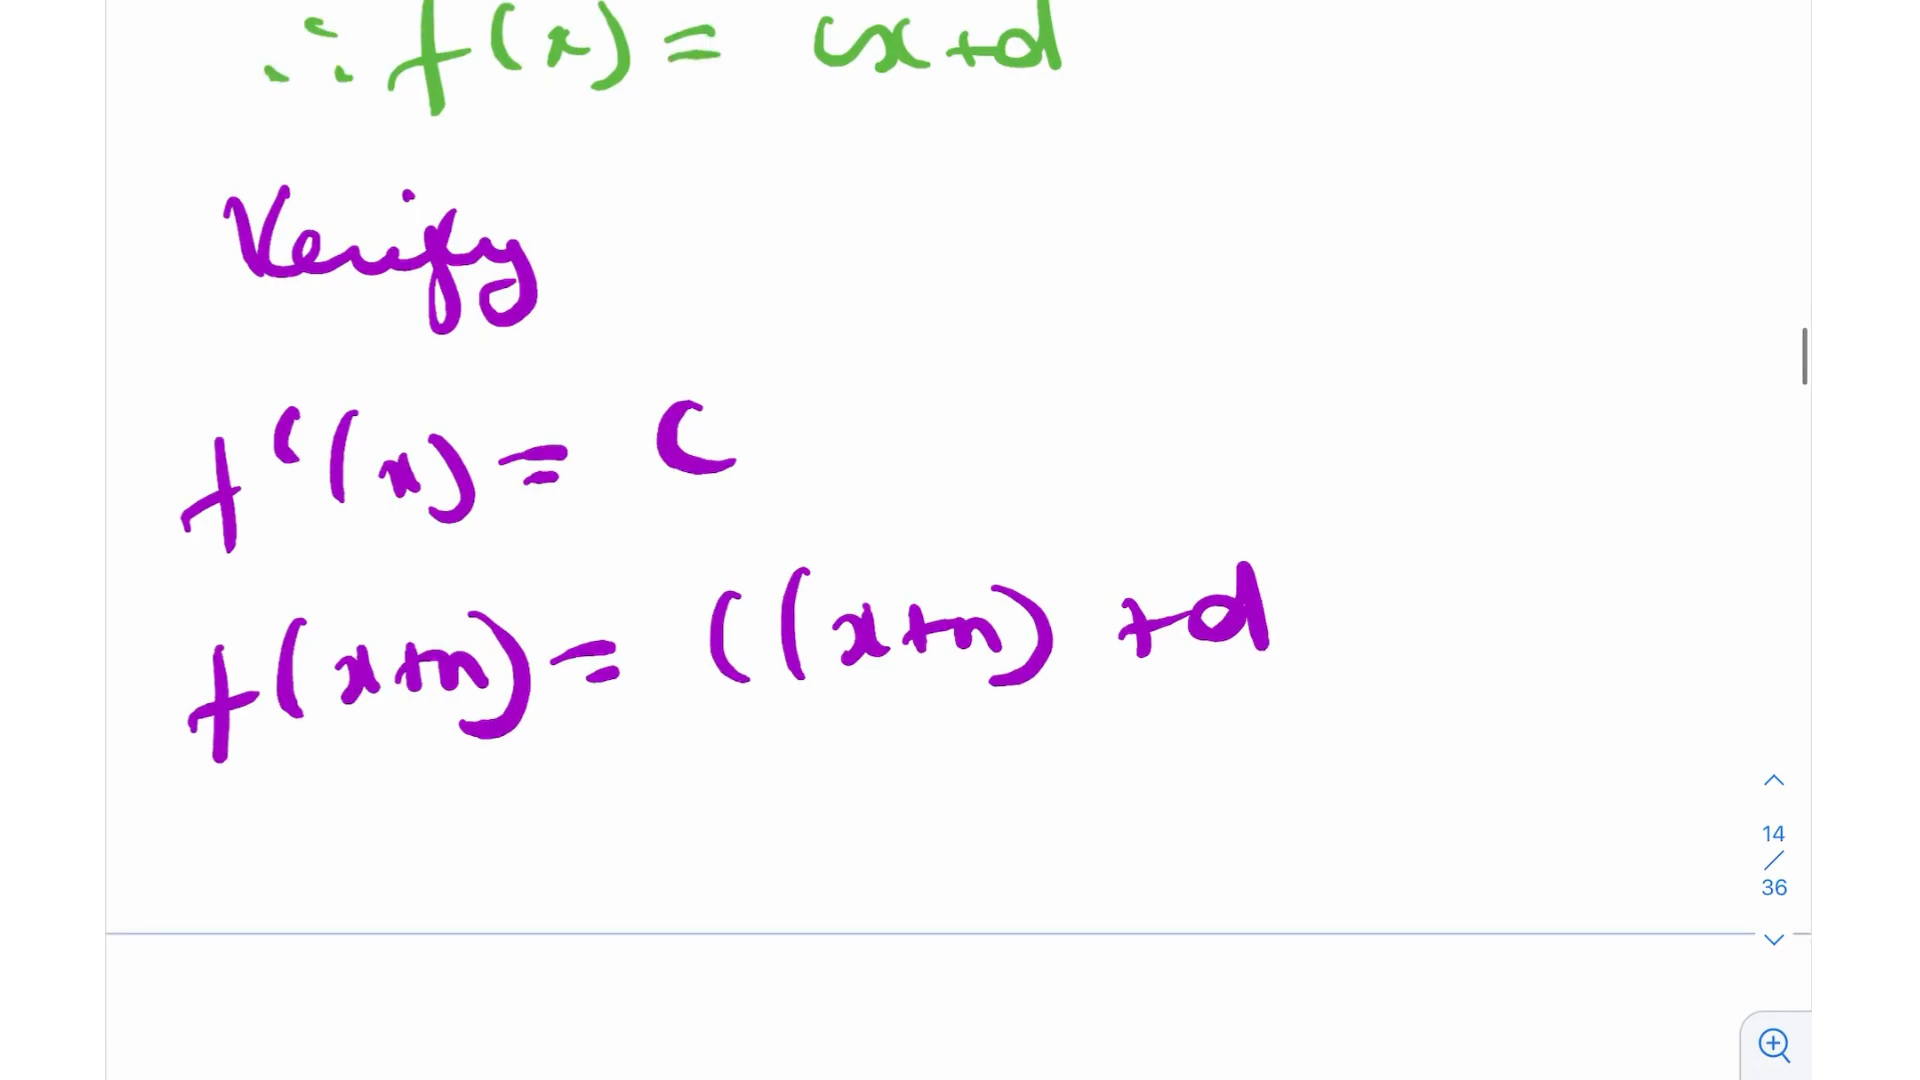 ∴ f(x) = cx+d
Verify
f'(x) = C
f(x+n) = C(x+n) +d
14
/
36